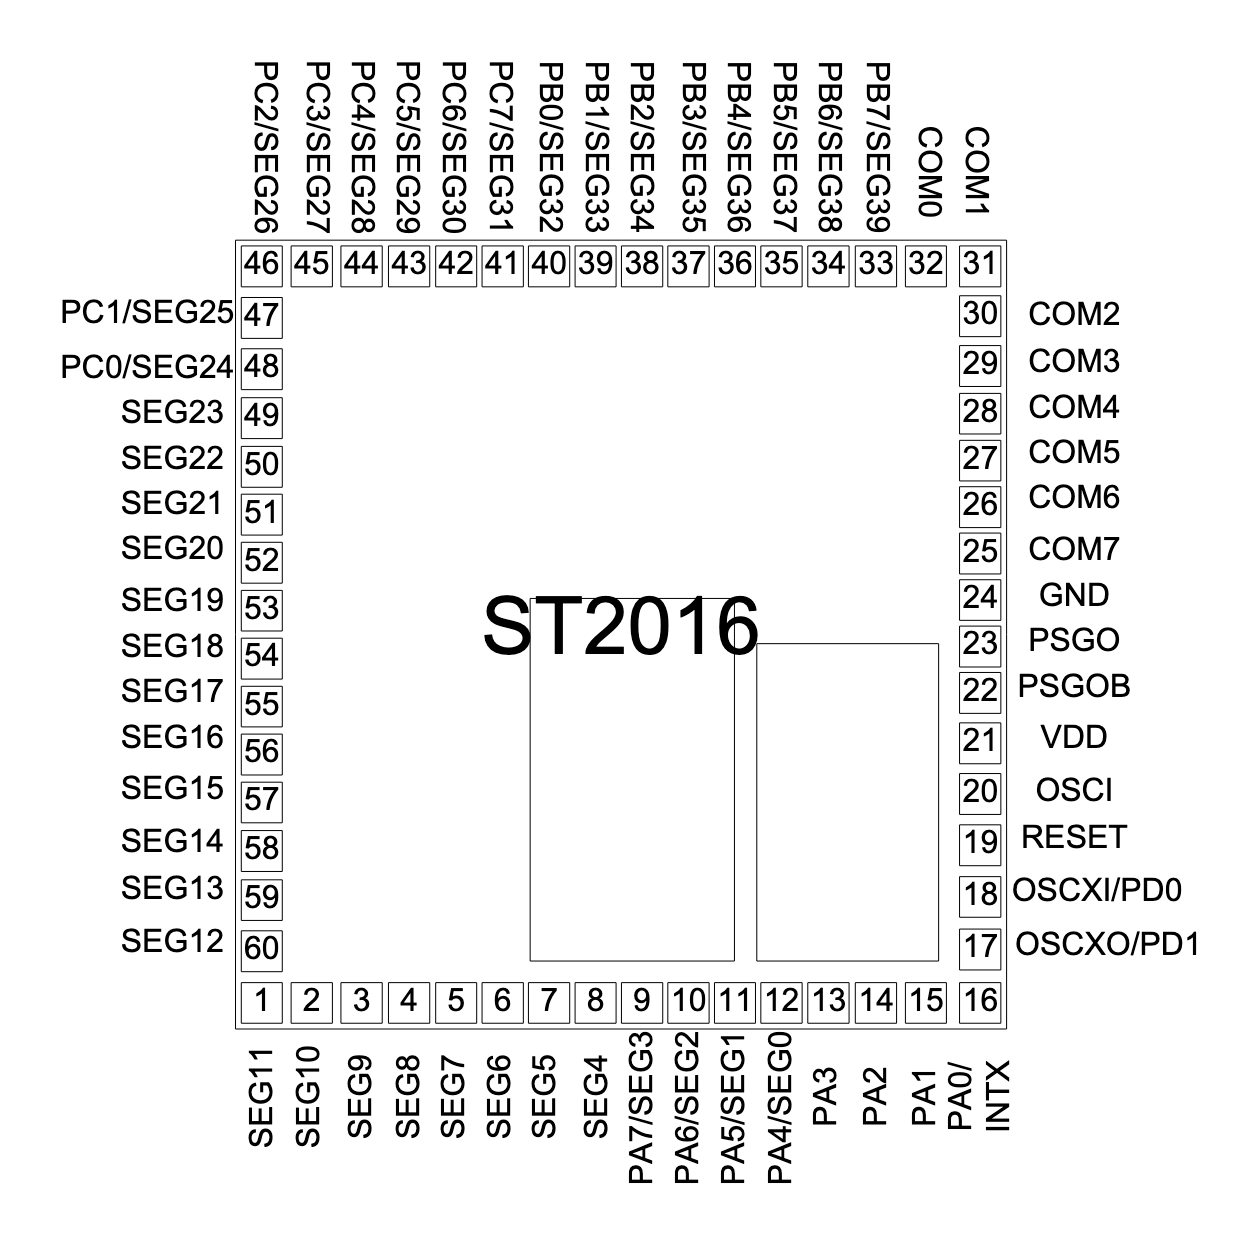 PC2/SEG26
PC3/SEG27
PC4/SEG28
PC5/SEG29
PC6/SEG30
PC7/SEG31
PB0/SEG32
PB1/SEG33
PB2/SEG34
PB3/SEG35
PB4/SEG36
PB5/SEG37
PB6/SEG38
PB7/SEG39
COM0
COM1
46 45 44 43 42 41 40 39 38 37 36 35 34 33 32 31
PC1/SEG25 47 30 COM2
PC0/SEG24 48 29 COM3
SEG23 49 28 COM4
SEG22 50 27 COM5
SEG21 51 26 COM6
SEG20 52 25 COM7
SEG19 53 24 GND
ST2016
SEG18 54 23 PSGO
SEG17 55 22 PSGOB
SEG16 56 21 VDD
SEG15 57 20 OSCI
SEG14 58 19 RESET
SEG13 59 18 OSCXI/PD0
SEG12 60 17 OSCXO/PD1
1 2 3 4 5 6 7 8 9 10 11 12 13 14 15 16
SEG11
SEG10
SEG9
SEG8
SEG7
SEG6
SEG5
SEG4
PA7/SEG3
PA6/SEG2
PA5/SEG1
PA4/SEG0
PA3
PA2
PA1
PA0/
INTX